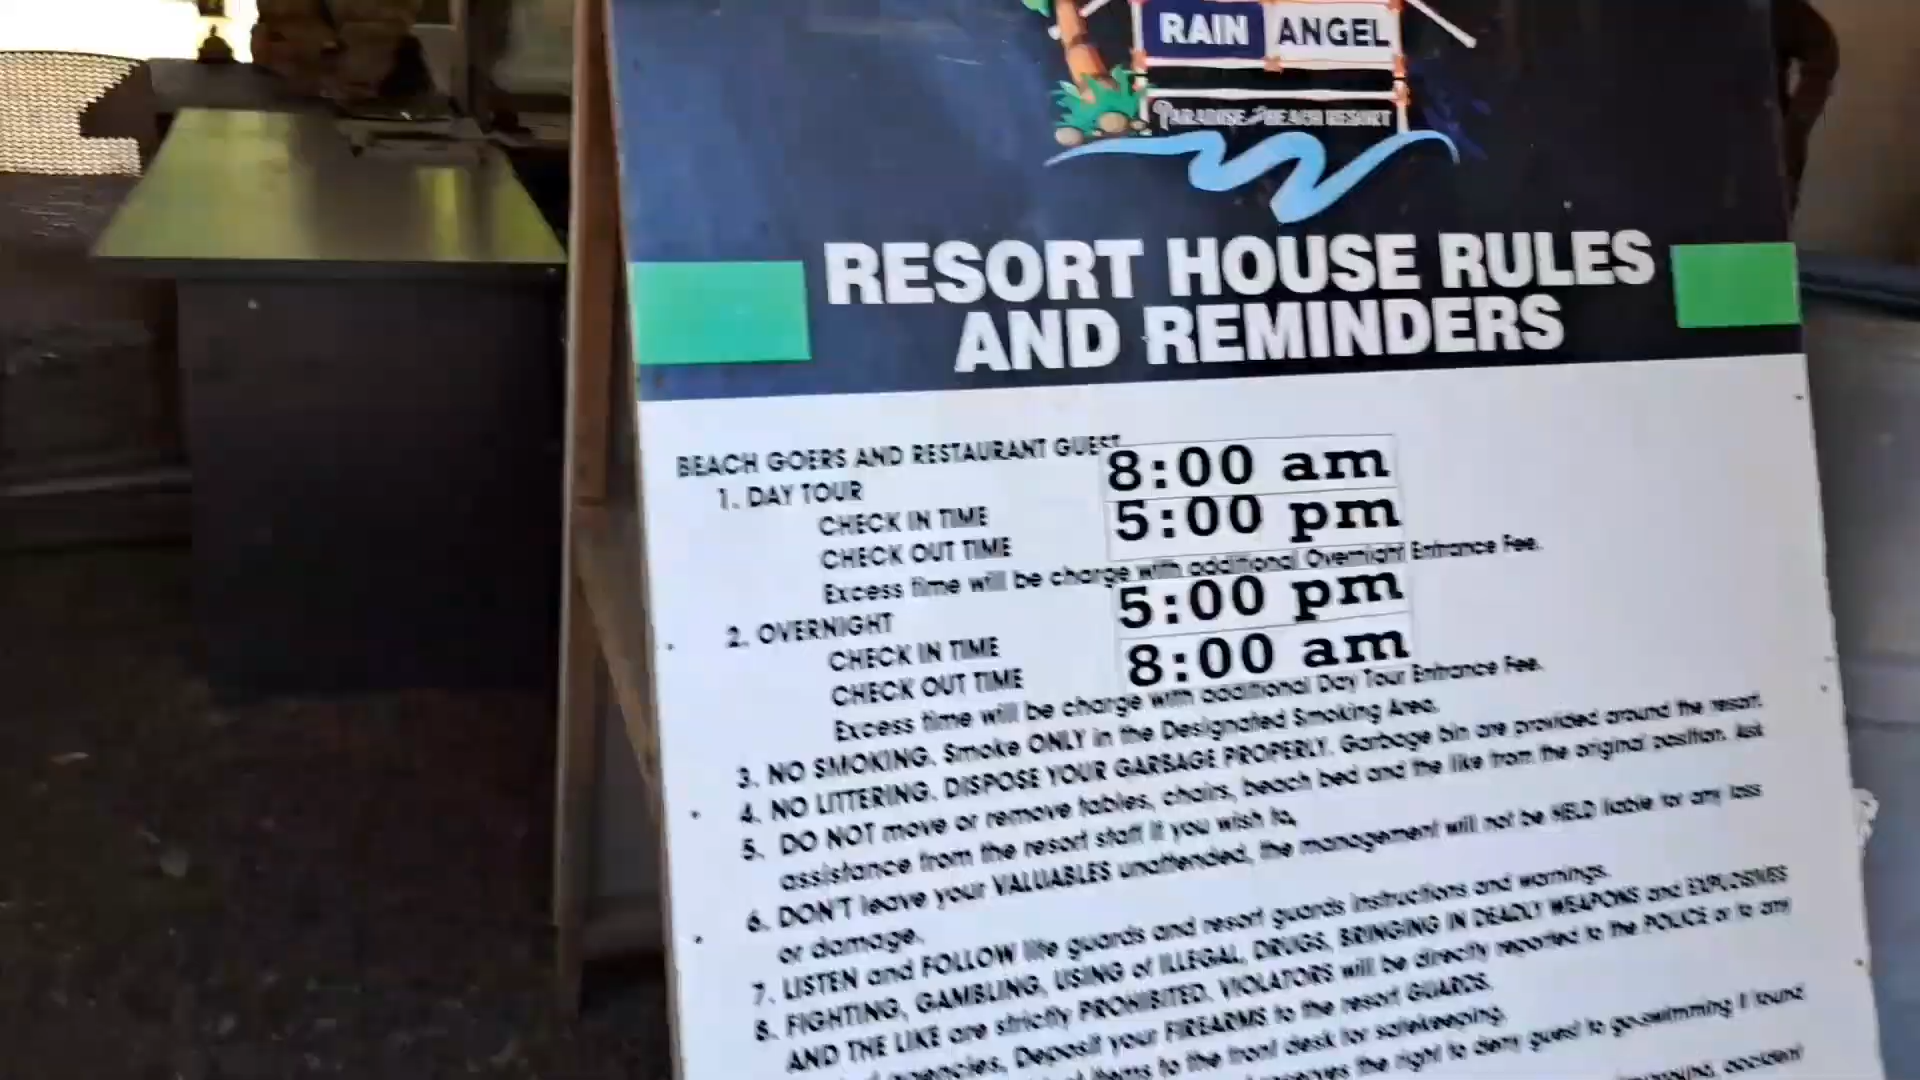 RAIN ANGEL
PARADISE and BEACH RESORT
RESORT HOUSE RULES
AND REMINDERS
BEACH GOERS AND RESTAURANT GUEST
1. DAY TOUR
CHECK IN TIME 8:00 am
CHECK OUT TIME 5:00 pm
Excess time will be charge with additional Overnight Entrance Fee.
2. OVERNIGHT
CHECK IN TIME 5:00 pm
CHECK OUT TIME 8:00 am
Excess time will be charge with additional Day Tour Entrance Fee.
3. NO SMOKING. Smoke ONLY in the Designated Smoking Area.
4. NO LITTERING. DISPOSE YOUR GARBAGE PROPERLY. Garbage bin are provided around the resort.
5. DO NOT move or remove tables, chairs, beach bed and the like from the original position. Ask
assistance from the resort staff if you wish to.
6. DON'T leave your VALUABLES unattended, the management will not be HELD liable for any loss
or damage.
7. LISTEN and FOLLOW life guards and resort guards instructions and warnings.
8. FIGHTING, GAMBLING, USING of ILLEGAL, DRUGS, BRINGING IN DEADLY WEAPONS and EXPLOSIVES
AND THE LIKE are strictly PROHIBITED. VIOLATORS will be directly reported to the POLICE or to any
agencies. Deposit your FIREARMS to the resort GUARDS.
items to the front desk for safekeeping.
the right to deny guest to go swimming if found
accident